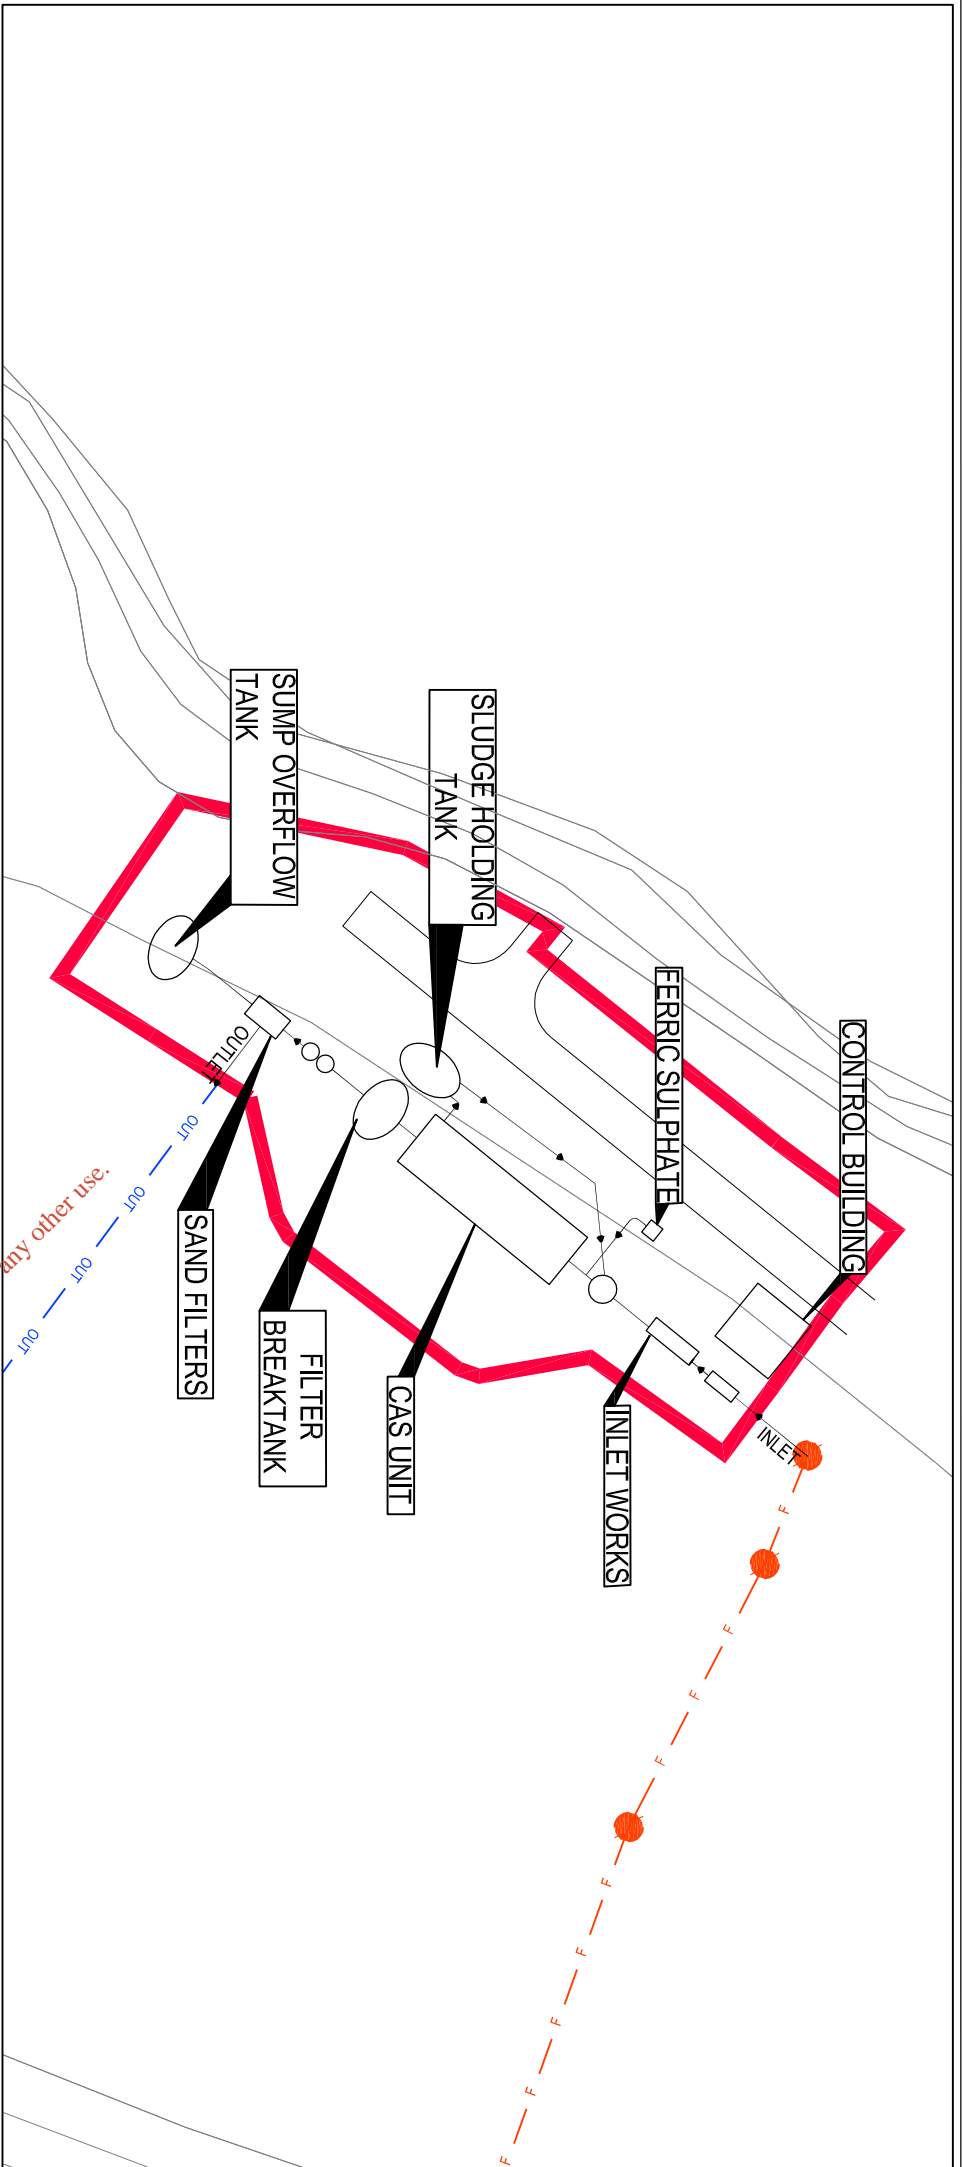 CONTROL BUILDING
FERRIC SULPHATE
SLUDGE HOLDING
TANK
SUMP OVERFLOW
TANK
INLET
INLET WORKS
CAS UNIT
FILTER
BREAKTANK
SAND FILTERS
OUTLET
OUT
OUT
OUT
OUT
any other use.
F
F
F
F
F
F
F
F
F